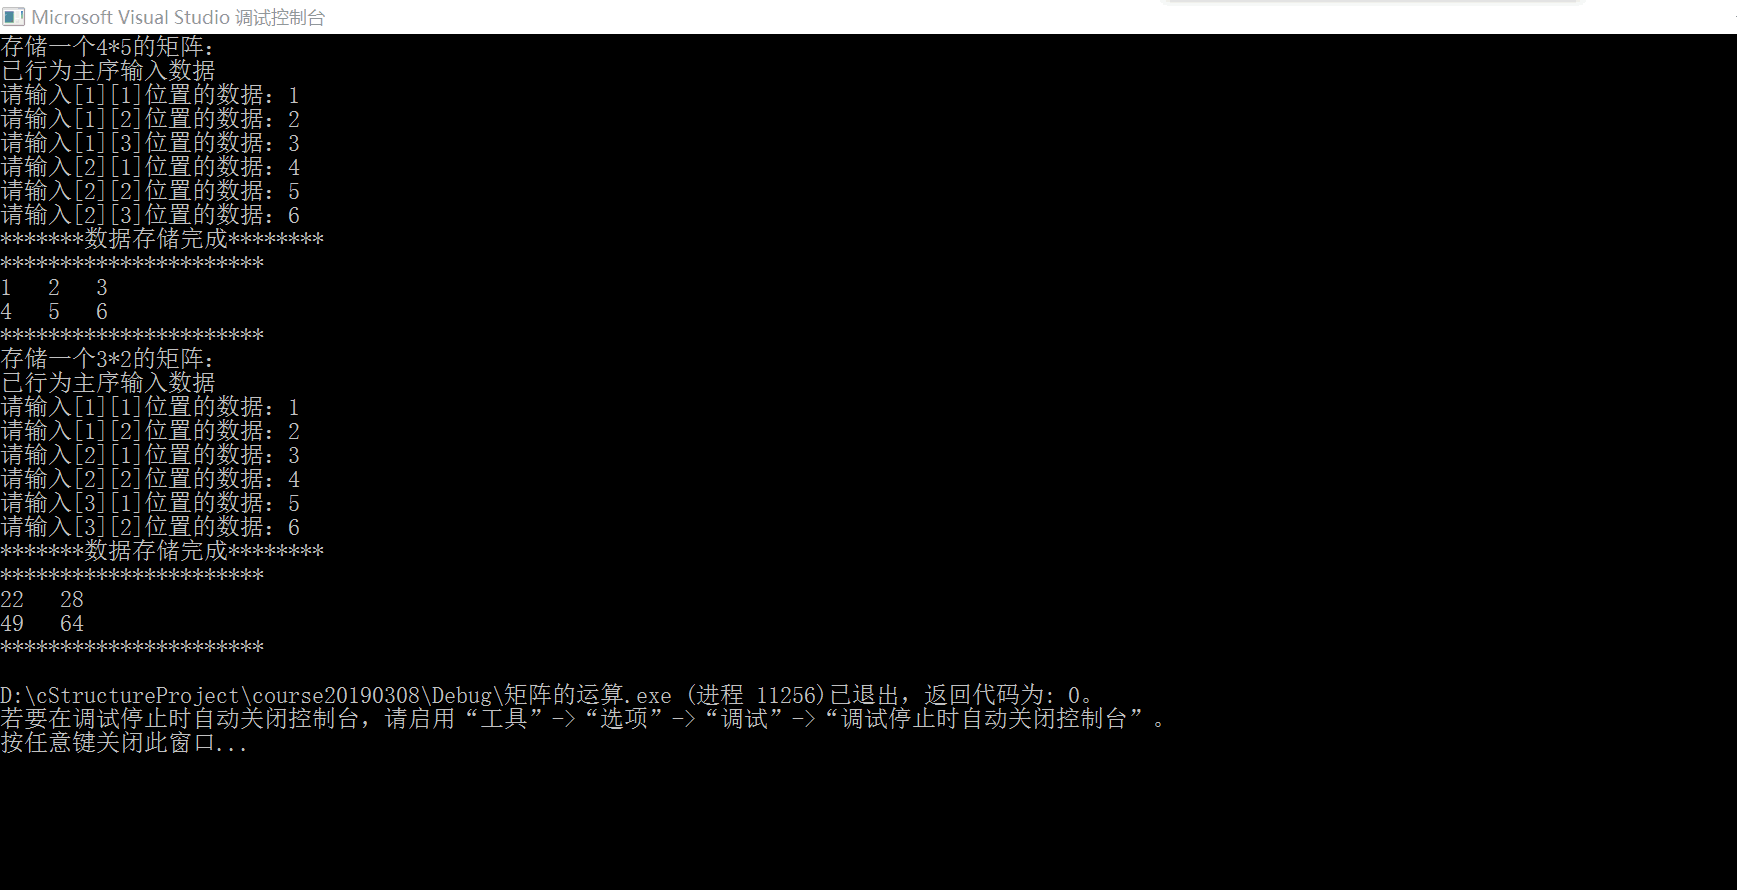 Microsoft Visual Studio 调试控制台
存储一个4*5的矩阵：
已行为主序输入数据
请输入[1][1]位置的数据：1
请输入[1][2]位置的数据：2
请输入[1][3]位置的数据：3
请输入[2][1]位置的数据：4
请输入[2][2]位置的数据：5
请输入[2][3]位置的数据：6
*******数据存储完成********
**********************
1   2   3
4   5   6
**********************
存储一个3*2的矩阵：
已行为主序输入数据
请输入[1][1]位置的数据：1
请输入[1][2]位置的数据：2
请输入[2][1]位置的数据：3
请输入[2][2]位置的数据：4
请输入[3][1]位置的数据：5
请输入[3][2]位置的数据：6
*******数据存储完成********
**********************
22   28
49   64
**********************
D:\cStructureProject\course20190308\Debug\矩阵的运算.exe (进程 11256)已退出，返回代码为: 0。
若要在调试停止时自动关闭控制台，请启用“工具”->“选项”->“调试”->“调试停止时自动关闭控制台”。
按任意键关闭此窗口...